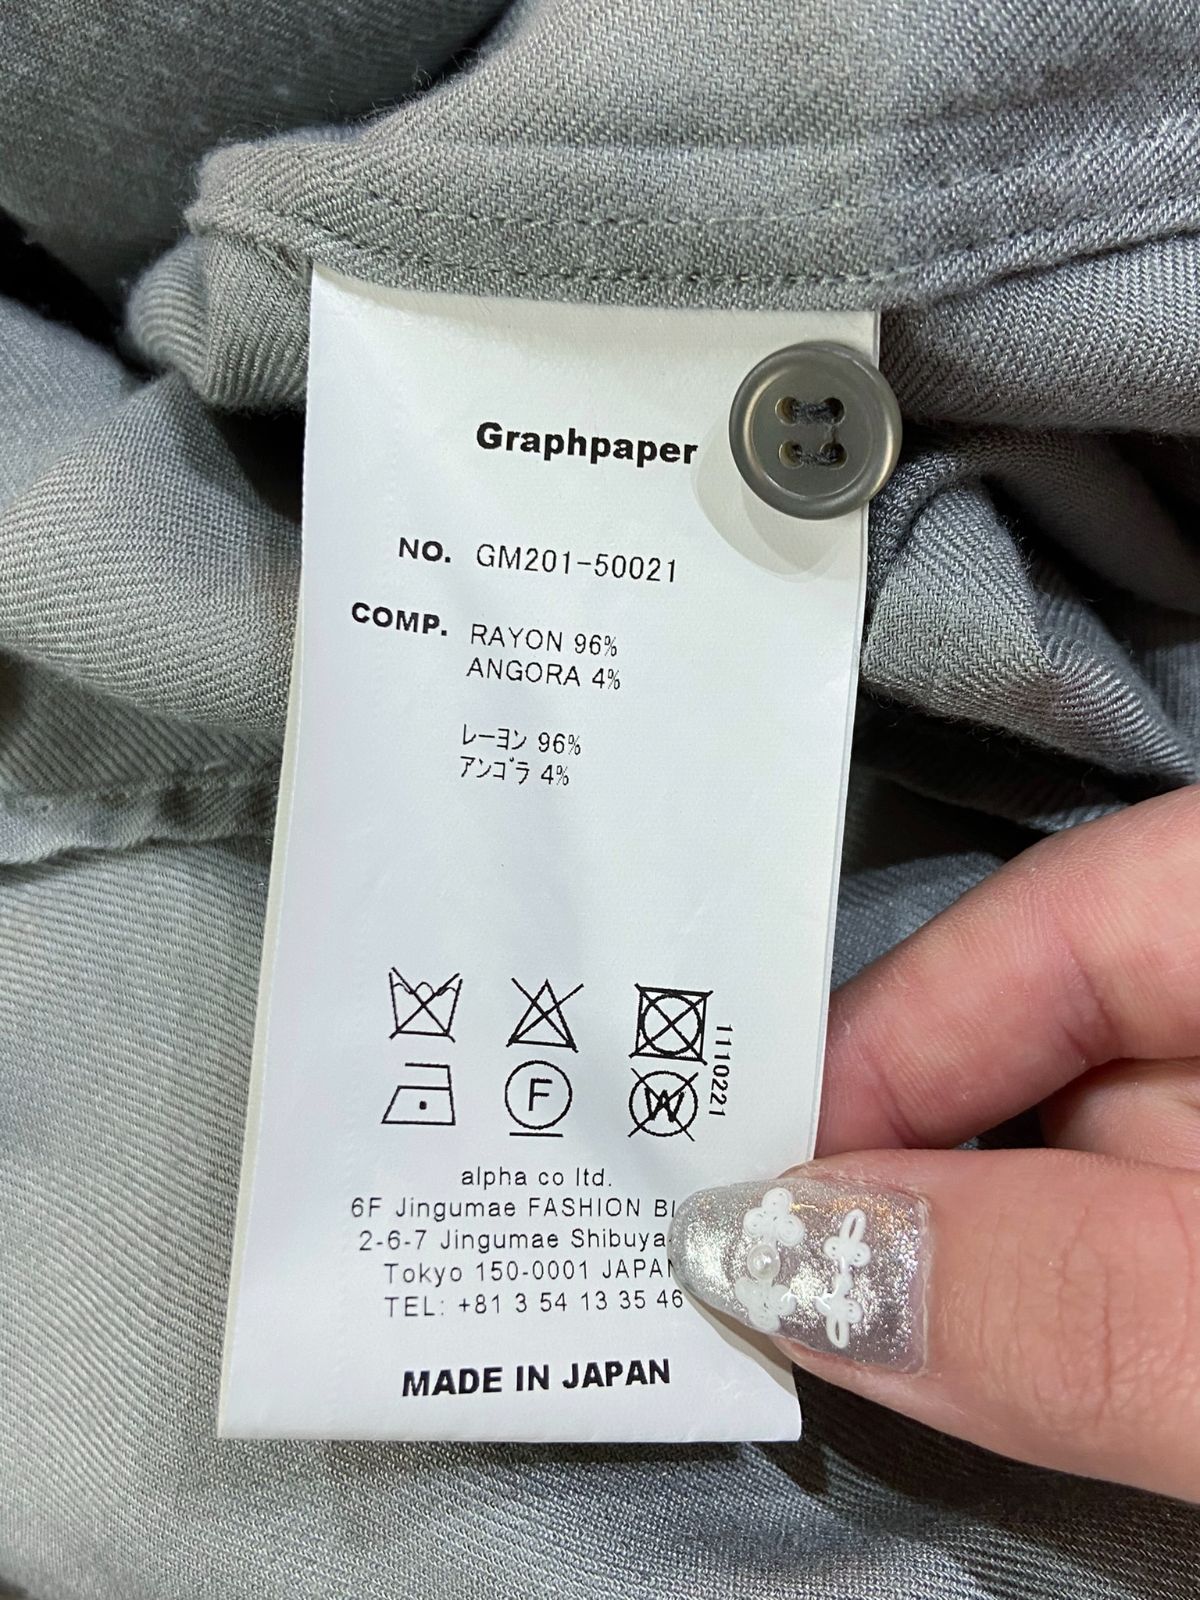 Graphpaper
NO. GM201-50021
COMP. RAYON 96%
ANGORA 4%
レーヨン 96%
アンゴラ 4%
F
W
1110221
alpha co ltd.
6F Jingumae FASHION
2-6-7 Jingumae Shibuya
Tokyo 150-0001 JAPAN
TEL: +81 3 54 13 35 46
MADE IN JAPAN